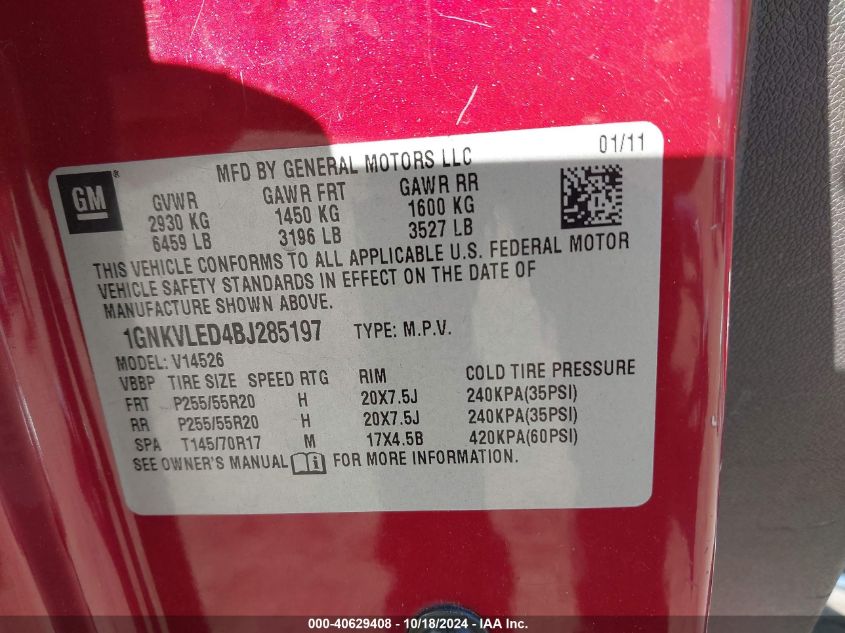 MFD BY GENERAL MOTORS LLC 01/11
GM®
GVWR GAWR FRT GAWR RR
2930 KG 1450 KG 1600 KG
6459 LB 3196 LB 3527 LB
THIS VEHICLE CONFORMS TO ALL APPLICABLE U.S. FEDERAL MOTOR
VEHICLE SAFETY STANDARDS IN EFFECT ON THE DATE OF
MANUFACTURE SHOWN ABOVE.
1GNKVLED4BJ285197 TYPE: M.P.V.
MODEL: V14526
VBBP TIRE SIZE SPEED RTG RIM COLD TIRE PRESSURE
FRT P255/55R20 H 20X7.5J 240KPA(35PSI)
RR P255/55R20 H 20X7.5J 240KPA(35PSI)
SPA T145/70R17 M 17X4.5B 420KPA(60PSI)
SEE OWNER'S MANUAL FOR MORE INFORMATION.
000-40629408 - 10/18/2024 - IAA Inc.